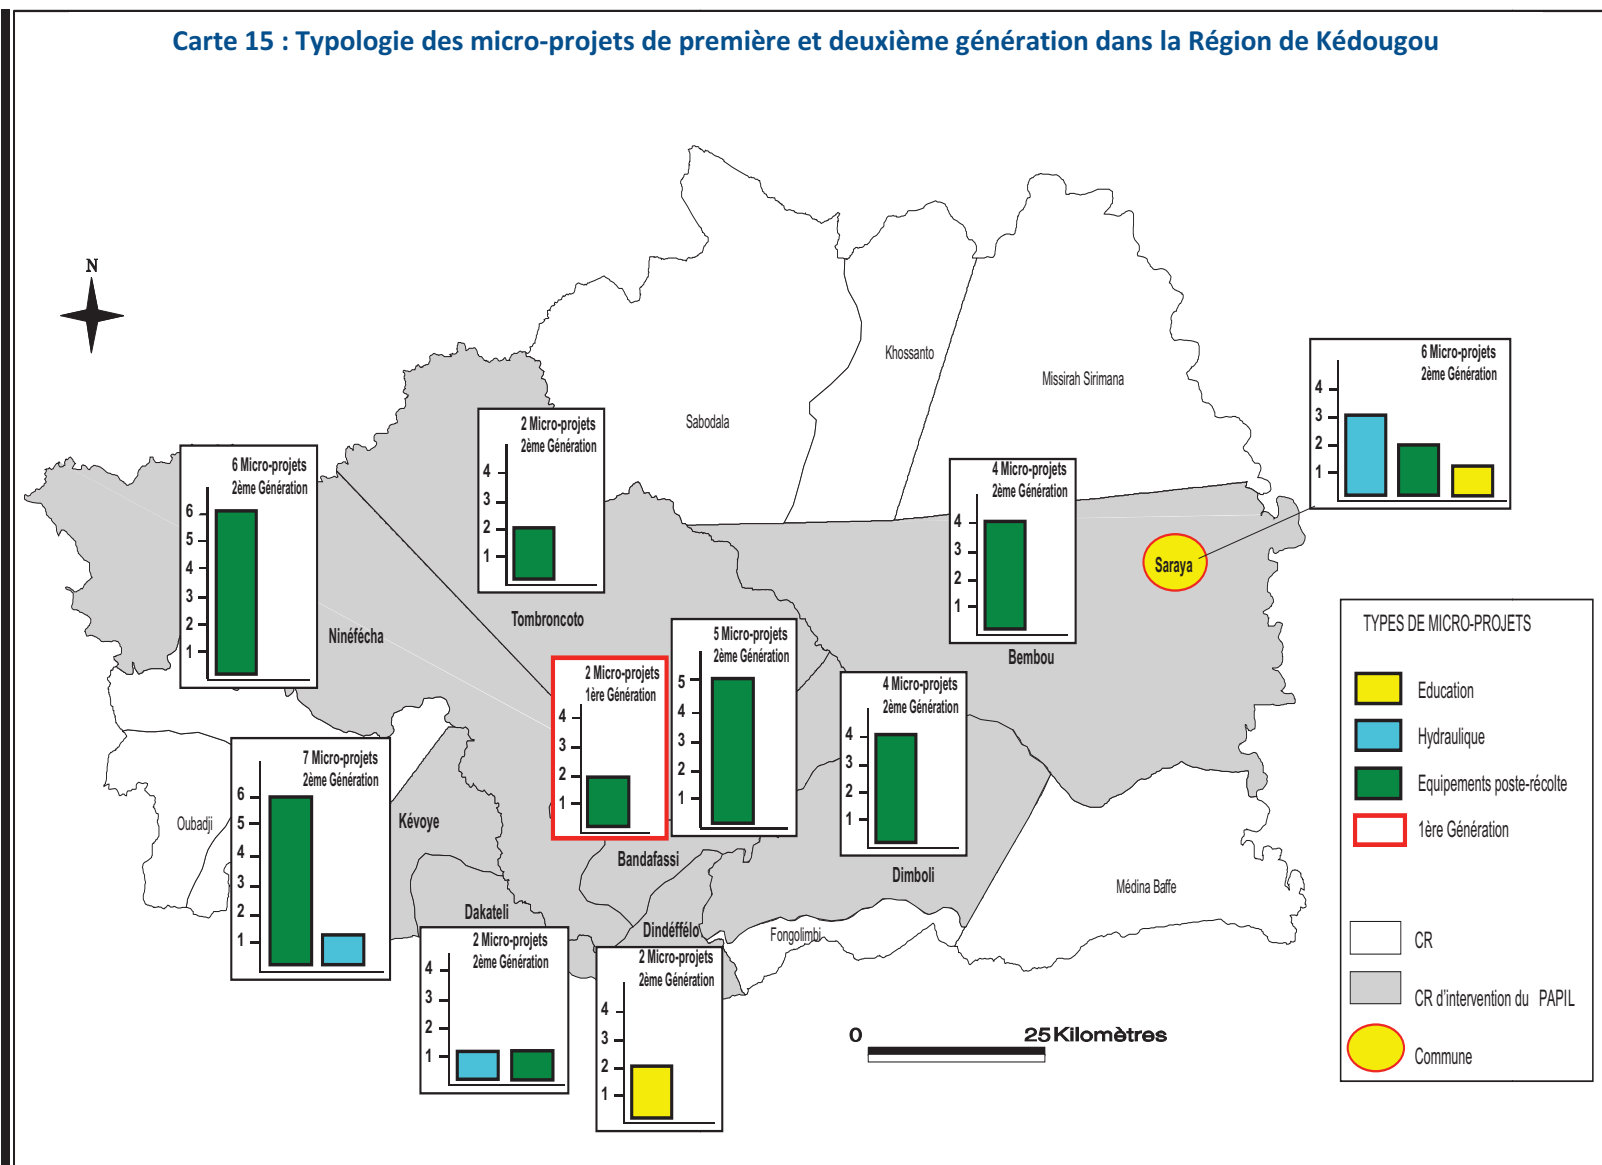 Carte 15 : Typologie des micro-projets de première et deuxième génération dans la Région de Kédougou
N
Khossanto
Missirah Sirimana
Sabodala
6 Micro-projets
2ème Génération
4
3
2
1
2 Micro-projets
2ème Génération
4
3
2
1
6 Micro-projets
2ème Génération
6
5
4
3
2
1
4 Micro-projets
2ème Génération
4
3
2
1
Saraya
Tombroncoto
Ninéfécha
Bembou
5 Micro-projets
2ème Génération
5
4
3
2
1
2 Micro-projets
1ère Génération
4
3
2
1
4 Micro-projets
2ème Génération
4
3
2
1
7 Micro-projets
2ème Génération
6
5
4
3
2
1
Oubadji
Kévoye
Bandafassi
Dimboli
Médina Baffe
Dakateli
Dindéffélo
Fongolimbi
2 Micro-projets
2ème Génération
4
3
2
1
2 Micro-projets
2ème Génération
4
3
2
1
0 25 Kilomètres
TYPES DE MICRO-PROJETS
Education
Hydraulique
Equipements poste-récolte
1ère Génération
CR
CR d'intervention du PAPIL
Commune